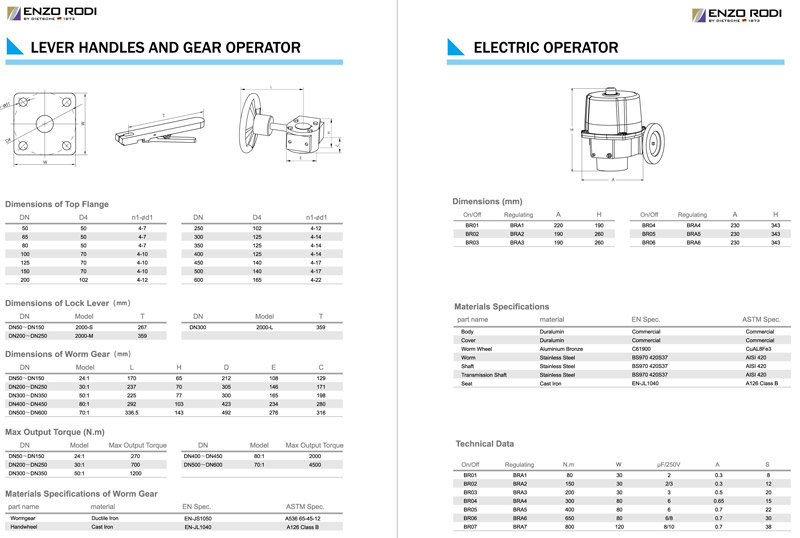 ENZO RODI
BY DIETSCHE 1873
LEVER HANDLES AND GEAR OPERATOR
W
W
D4
T
L
H
C
E
Dimensions of Top Flange
DN D4 n1-ød1 DN D4 n1-ød1
50 50 4-7 250 102 4-12
65 50 4-7 300 125 4-14
80 50 4-7 350 125 4-14
100 70 4-10 400 125 4-14
125 70 4-10 450 140 4-17
150 70 4-10 500 140 4-17
200 102 4-12 600 165 4-22
Dimensions of Lock Lever (mm)
DN Model T DN Model T
DN50~DN150 2000-S 267 DN300 2000-L 359
DN200~DN250 2000-M 359
Dimensions of Worm Gear (mm)
DN Model L H D E C
DN50~DN150 24:1 170 65 212 108 129
DN200~DN250 30:1 237 70 305 146 171
DN300~DN350 50:1 225 77 300 165 198
DN400~DN450 80:1 292 103 423 234 280
DN500~DN600 70:1 336.5 143 492 276 316
Max Output Torque (N.m)
DN Model Max Output Torque DN Model Max Output Torque
DN50~DN150 24:1 270 DN400~DN450 80:1 2000
DN200~DN250 30:1 700 DN500~DN600 70:1 4500
DN300~DN350 50:1 1200
Materials Specifications of Worm Gear
part name material EN Spec. ASTM Spec.
Wormgear Ductile Iron EN-JS1050 A536 65-45-12
Handwheel Cast Iron EN-JL1040 A126 Class B
ENZO RODI
BY DIETSCHE 1873
ELECTRIC OPERATOR
H
A
Dimensions (mm)
On/Off Regulating A H On/Off Regulating A H
BR01 BRA1 220 190 BR04 BRA4 230 343
BR02 BRA2 190 260 BR05 BRA5 230 343
BR03 BRA3 190 260 BR06 BRA6 230 343
Materials Specifications
part name material EN Spec. ASTM Spec.
Body Duralumin Commercial Commercial
Cover Duralumin Commercial Commercial
Worm Wheel Aluminium Bronze C61900 CuAL8Fe3
Worm Stainless Steel BS970 420S37 AISI 420
Shaft Stainless Steel BS970 420S37 AISI 420
Transmission Shaft Stainless Steel BS970 420S37 AISI 420
Seat Cast Iron EN-JL1040 A126 Class B
Technical Data
On/Off Regulating N.m W µF/250V A S
BR01 BRA1 80 30 2 0.3 8
BR02 BRA2 150 30 2/3 0.3 12
BR03 BRA3 200 30 3 0.5 20
BR04 BRA4 300 80 6 0.65 15
BR05 BRA5 400 80 6 0.7 22
BR06 BRA6 650 80 6/8 0.7 30
BR07 BRA7 800 120 8/10 0.7 38